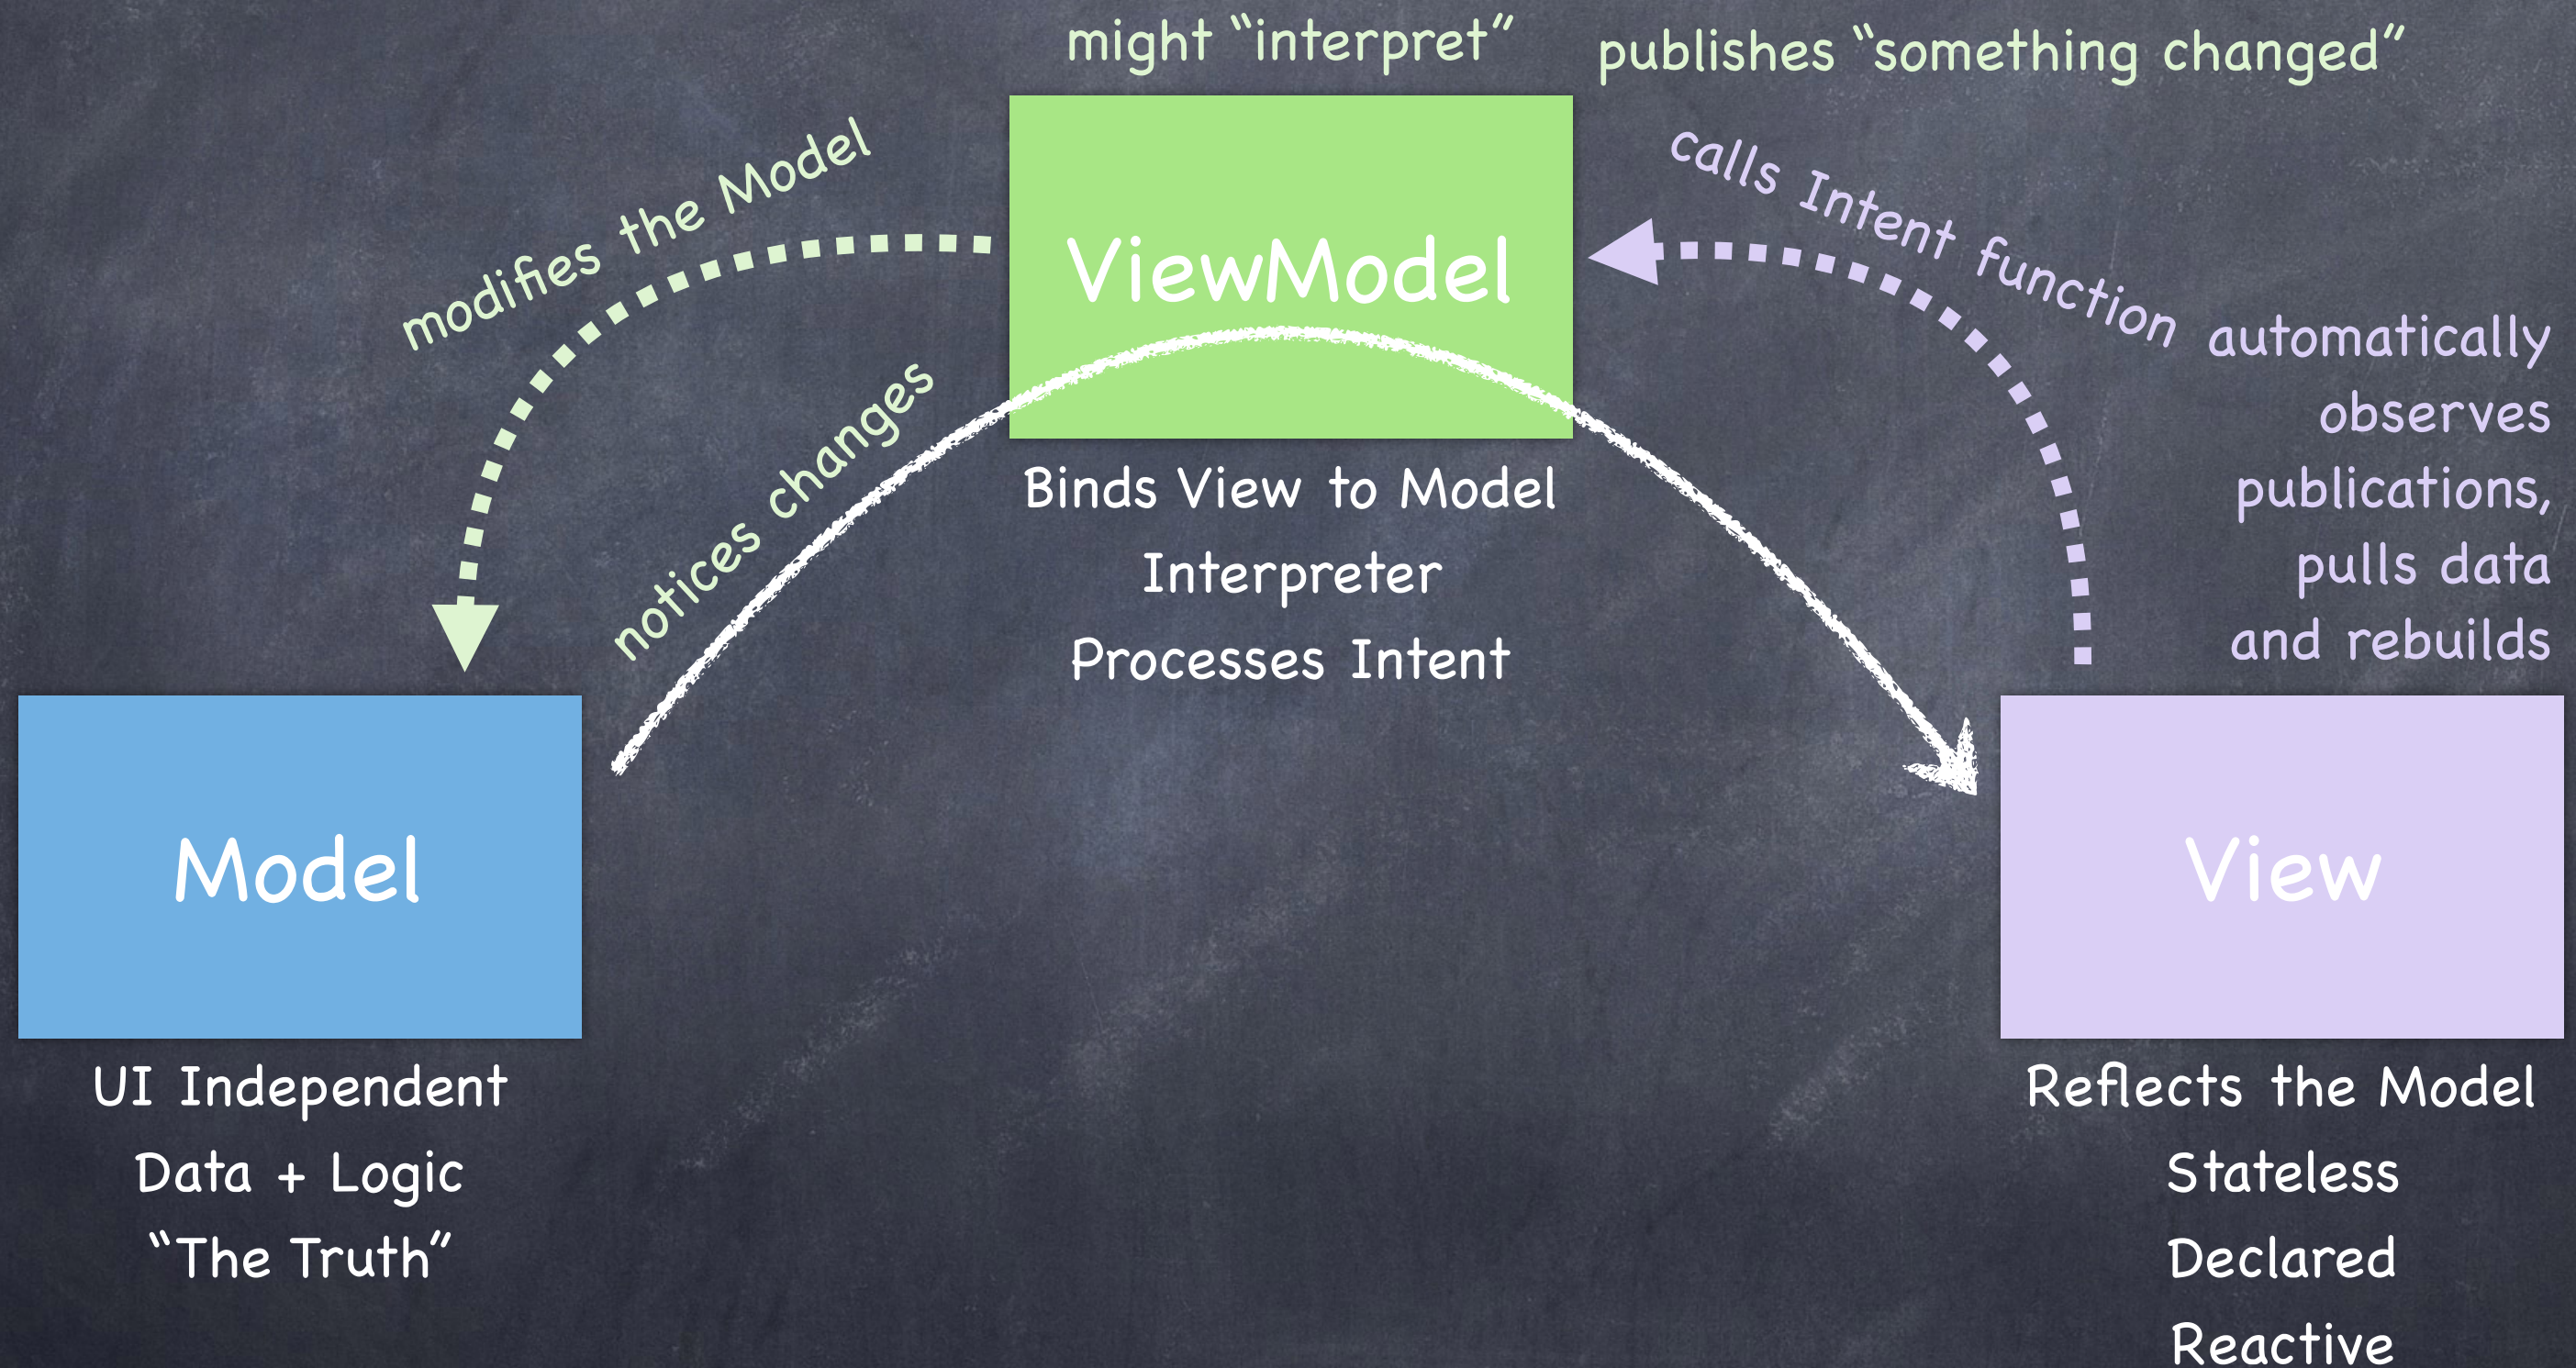 might “interpret”
publishes “something changed”
modifies the Model
calls Intent function
ViewModel
notices changes
automatically
observes
publications,
pulls data
and rebuilds
Binds View to Model
Interpreter
Processes Intent
Model
View
UI Independent
Data + Logic
“The Truth”
Reflects the Model
Stateless
Declared
Reactive